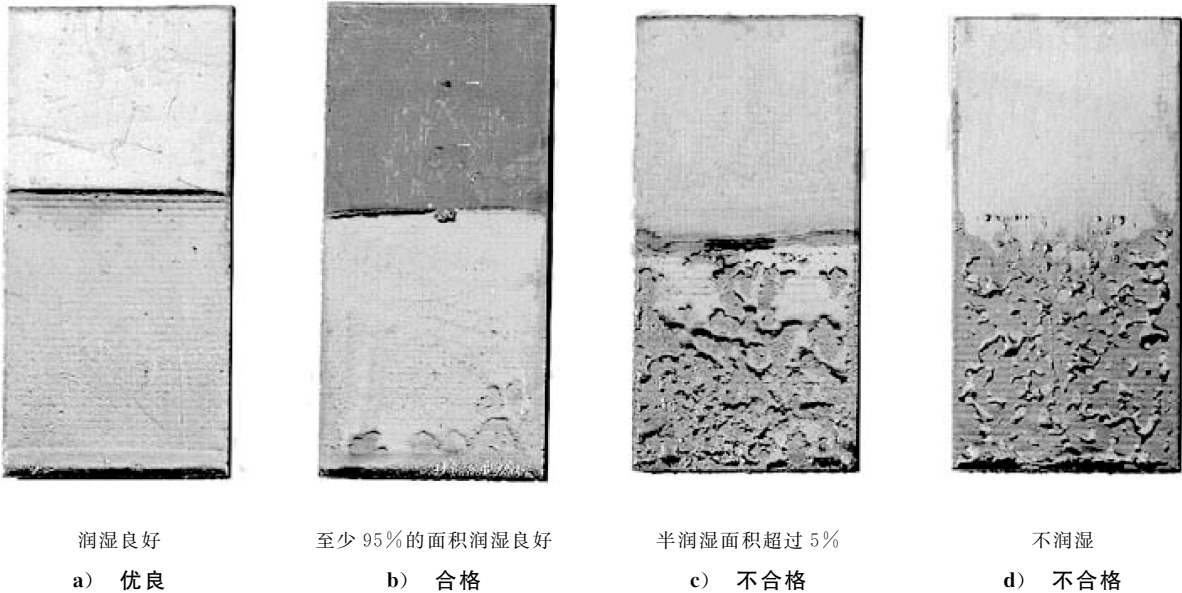 润湿良好 至少 95%的面积润湿良好 半润湿面积超过 5% 不润湿
a） 优良 b） 合格 c） 不合格 d） 不合格